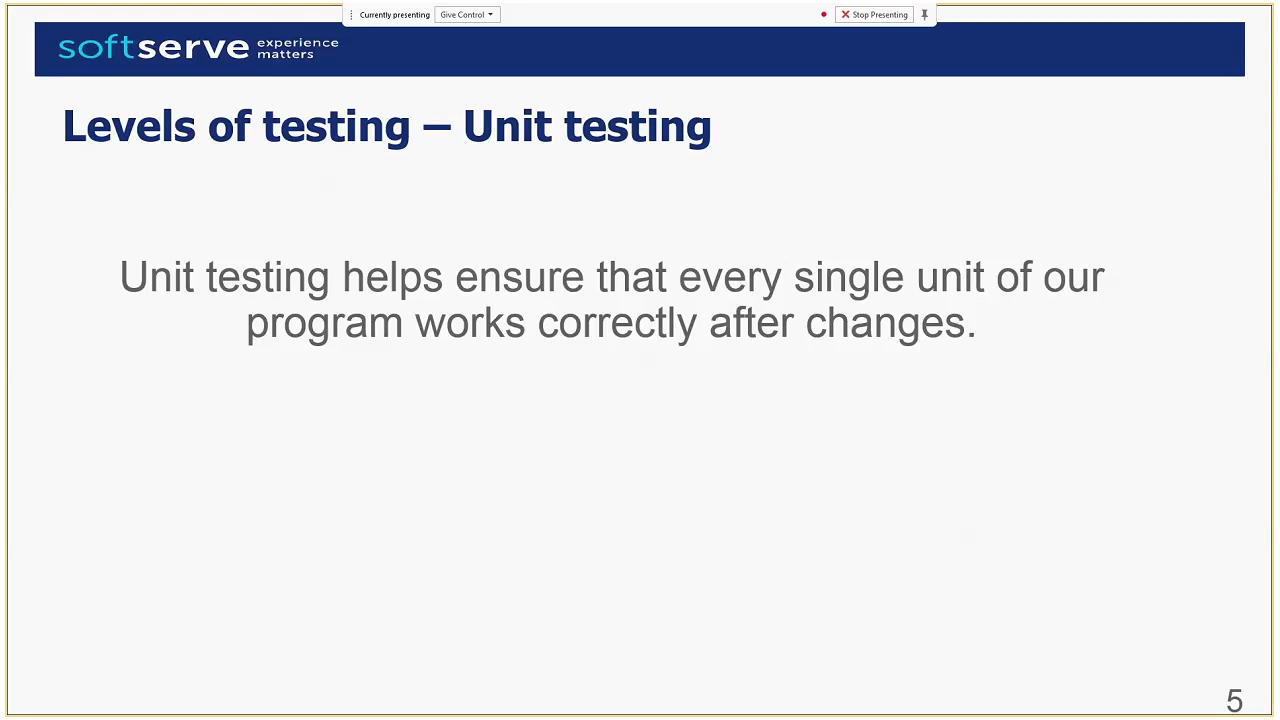 Currently presenting Give Control Stop Presenting
softserve experience matters
Levels of testing – Unit testing
Unit testing helps ensure that every single unit of our
program works correctly after changes.
5